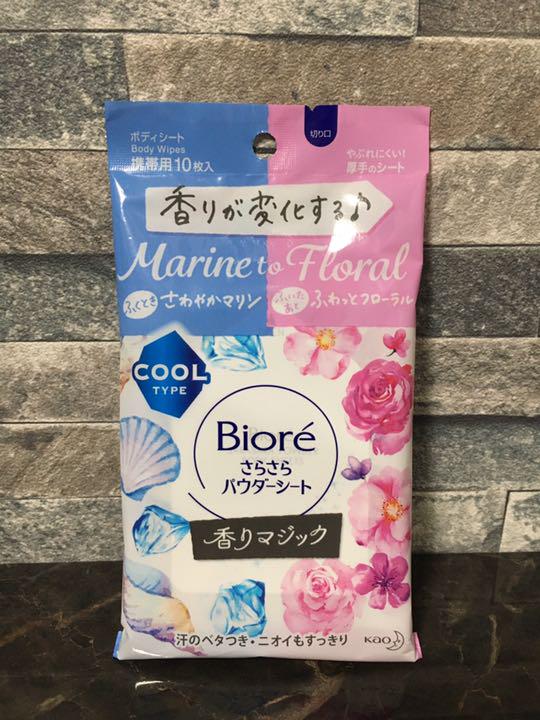 切り口
ボディシート
Body Wipes
携帯用10枚入
やぶれにくい!
厚手のシート
香りが変化する♪
Marine to Floral
ふくとき さわやかマリン
ふいたあと ふわっとフローラル
COOL
TYPE
Bioré
さらさら
パウダーシート
香りマジック
汗のベタつき・ニオイもすっきり
Kao